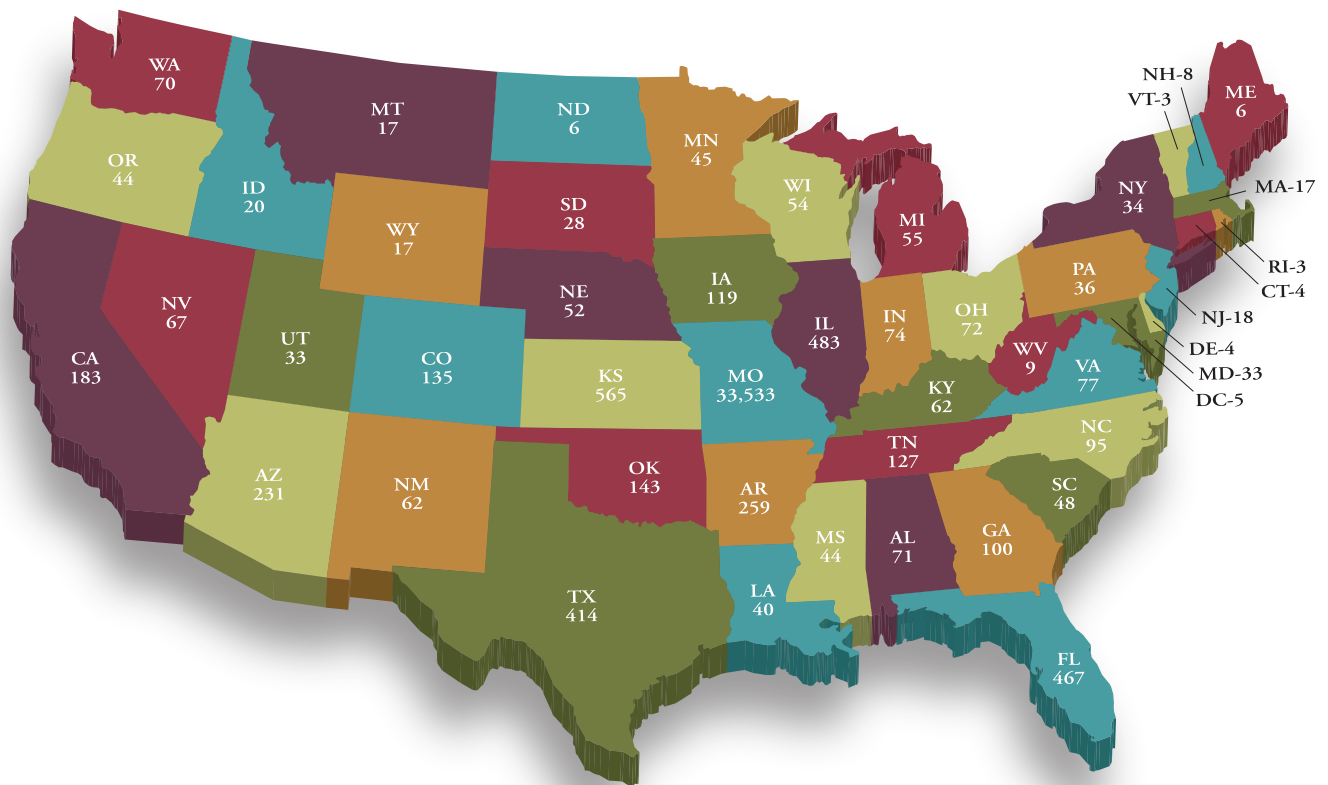 WA
70
OR
44
ID
20
MT
17
ND
6
MN
45
WI
54
MI
55
SD
28
WY
17
NE
52
IA
119
NV
67
CA
183
UT
33
CO
135
KS
565
MO
33,533
IL
483
IN
74
OH
72
KY
62
WV
9
VA
77
PA
36
NY
34
NH-8
VT-3
ME
6
MA-17
RI-3
CT-4
NJ-18
DE-4
MD-33
DC-5
NC
95
TN
127
SC
48
GA
100
AL
71
MS
44
AR
259
OK
143
NM
62
AZ
231
TX
414
LA
40
FL
467